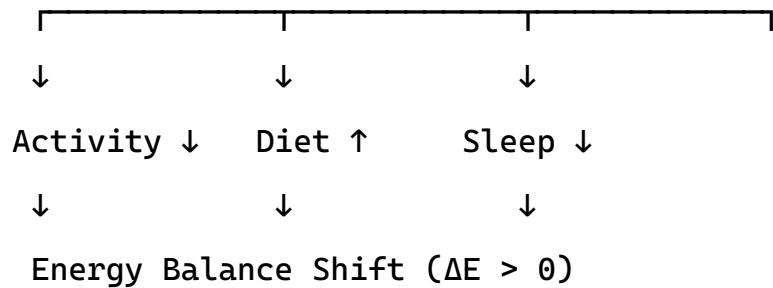 ┌──────────────┬──────────────┬──────────────┐
↓ ↓ ↓
Activity ↓ Diet ↑ Sleep ↓
↓ ↓ ↓
Energy Balance Shift (ΔE > 0)